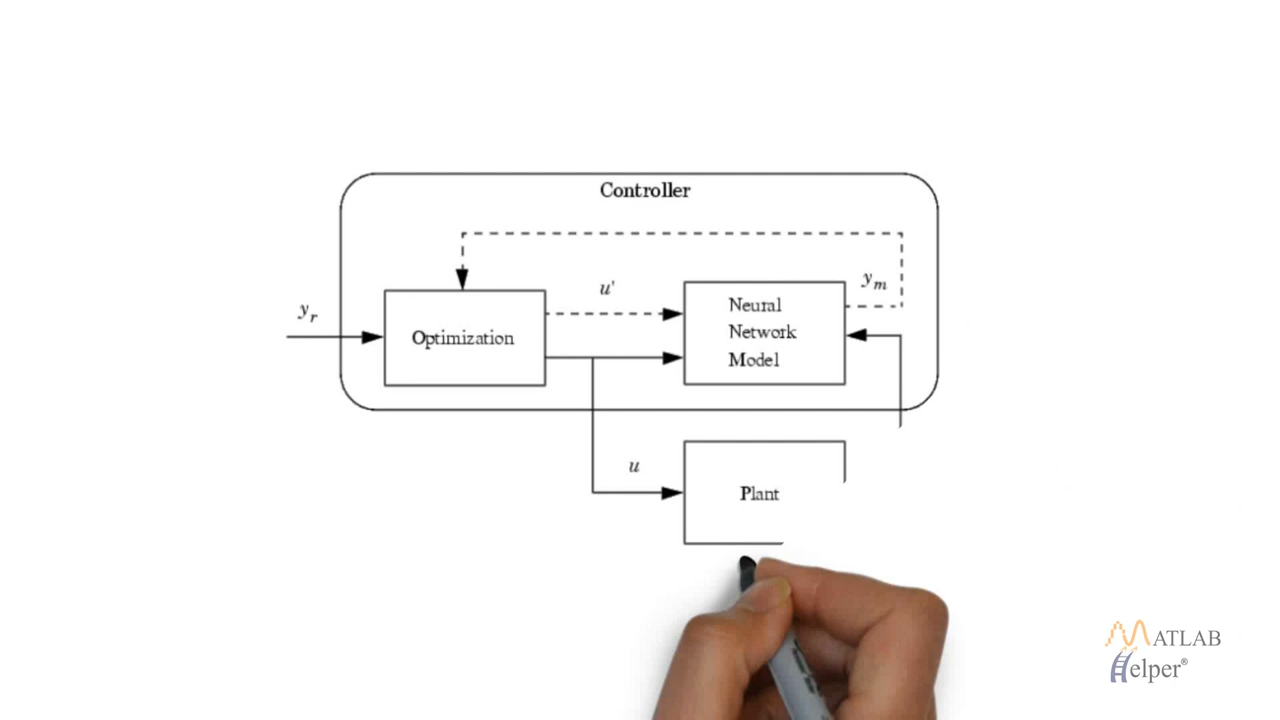 Controller
u'
y_m
y_r
Neural
Network
Model
Optimization
u
Plant
MATLAB
Helper®